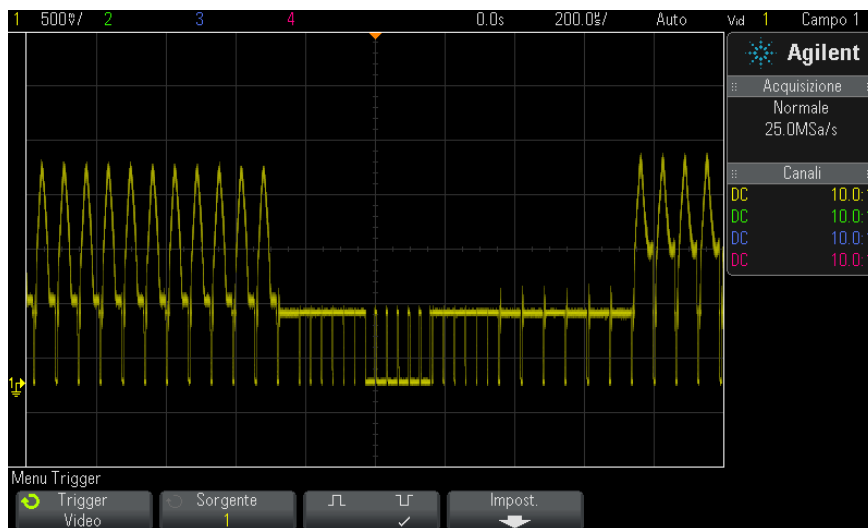 1 500mV/ 2 3 4 0.0s 200.0µs/ Auto Vid 1 Campo 1
Agilent
Acquisizione
Normale
25.0MSa/s
Canali
DC 10.0:
DC 10.0:
DC 10.0:
DC 10.0:
1
Menu Trigger
Trigger Sorgente Impost.
Video 1